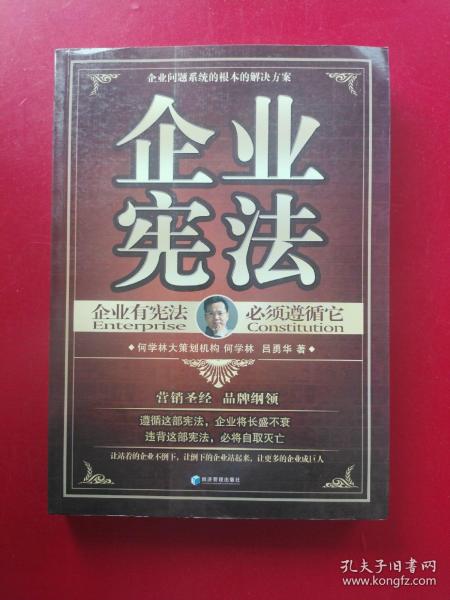 企业问题系统的根本的解决方案
企业
宪法
企业有宪法 必须遵循它
Enterprise Constitution
何学林大策划机构 何学林 吕勇华 著
营销圣经 品牌纲领
遵循这部宪法，企业将长盛不衰
违背这部宪法，必将自取灭亡
让站着的企业不倒下，让倒下的企业站起来，让更多的企业成巨人
经济管理出版社
孔夫子旧书网
www.kongfz.com